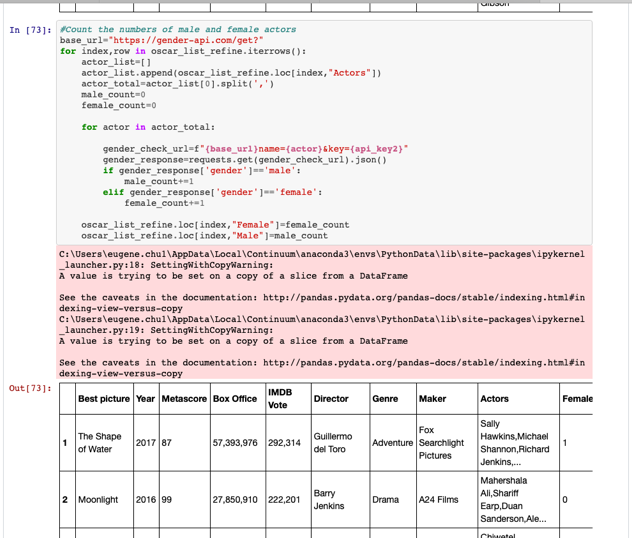 Gibson
In [73]: #Count the numbers of male and female actors
base_url="https://gender-api.com/get?"
for index,row in oscar_list_refine.iterrows():
actor_list=[]
actor_list.append(oscar_list_refine.loc[index,"Actors"])
actor_total=actor_list[0].split(',')
male_count=0
female_count=0
for actor in actor_total:
gender_check_url=f"{base_url}name={actor}&key={api_key2}"
gender_response=requests.get(gender_check_url).json()
if gender_response['gender']=='male':
male_count+=1
elif gender_response['gender']=='female':
female_count+=1
oscar_list_refine.loc[index,"Female"]=female_count
oscar_list_refine.loc[index,"Male"]=male_count
C:\Users\eugene.chu1\AppData\Local\Continuum\anaconda3\envs\PythonData\lib\site-packages\ipykernel
_launcher.py:18: SettingWithCopyWarning:
A value is trying to be set on a copy of a slice from a DataFrame
See the caveats in the documentation: http://pandas.pydata.org/pandas-docs/stable/indexing.html#in
dexing-view-versus-copy
C:\Users\eugene.chu1\AppData\Local\Continuum\anaconda3\envs\PythonData\lib\site-packages\ipykernel
_launcher.py:19: SettingWithCopyWarning:
A value is trying to be set on a copy of a slice from a DataFrame
See the caveats in the documentation: http://pandas.pydata.org/pandas-docs/stable/indexing.html#in
dexing-view-versus-copy
Out[73]:
Best picture Year Metascore Box Office IMDB Vote Director Genre Maker Actors Female
1 The Shape of Water 2017 87 57,393,976 292,314 Guillermo del Toro Adventure Fox Searchlight Pictures Sally Hawkins,Michael Shannon,Richard Jenkins,... 1
2 Moonlight 2016 99 27,850,910 222,201 Barry Jenkins Drama A24 Films Mahershala Ali,Shariff Earp,Duan Sanderson,Ale... 0
Chiwetel